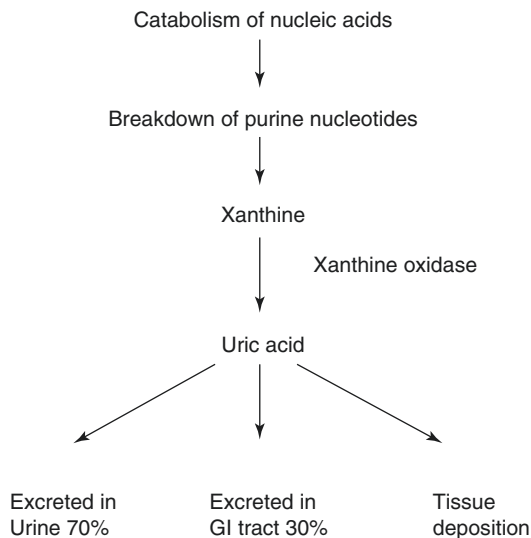 Catabolism of nucleic acids
Breakdown of purine nucleotides
Xanthine
Xanthine oxidase
Uric acid
Excreted in
Urine 70%
Excreted in
GI tract 30%
Tissue
deposition